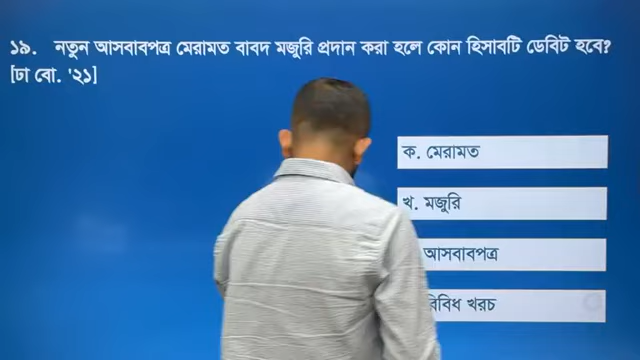 ১৯. নতুন আসবাবপত্র মেরামত বাবদ মজুরি প্রদান করা হলে কোন হিসাবটি ডেবিট হবে?
[ঢা বো. '২১]
ক. মেরামত
খ. মজুরি
আসবাবপত্র
বিবিধ খরচ